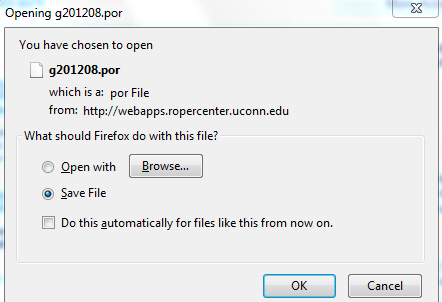 Opening g201208.por
You have chosen to open
g201208.por
which is a: por File
from: http://webapps.ropercenter.uconn.edu
What should Firefox do with this file?
Open with Browse...
Save File
Do this automatically for files like this from now on.
OK Cancel